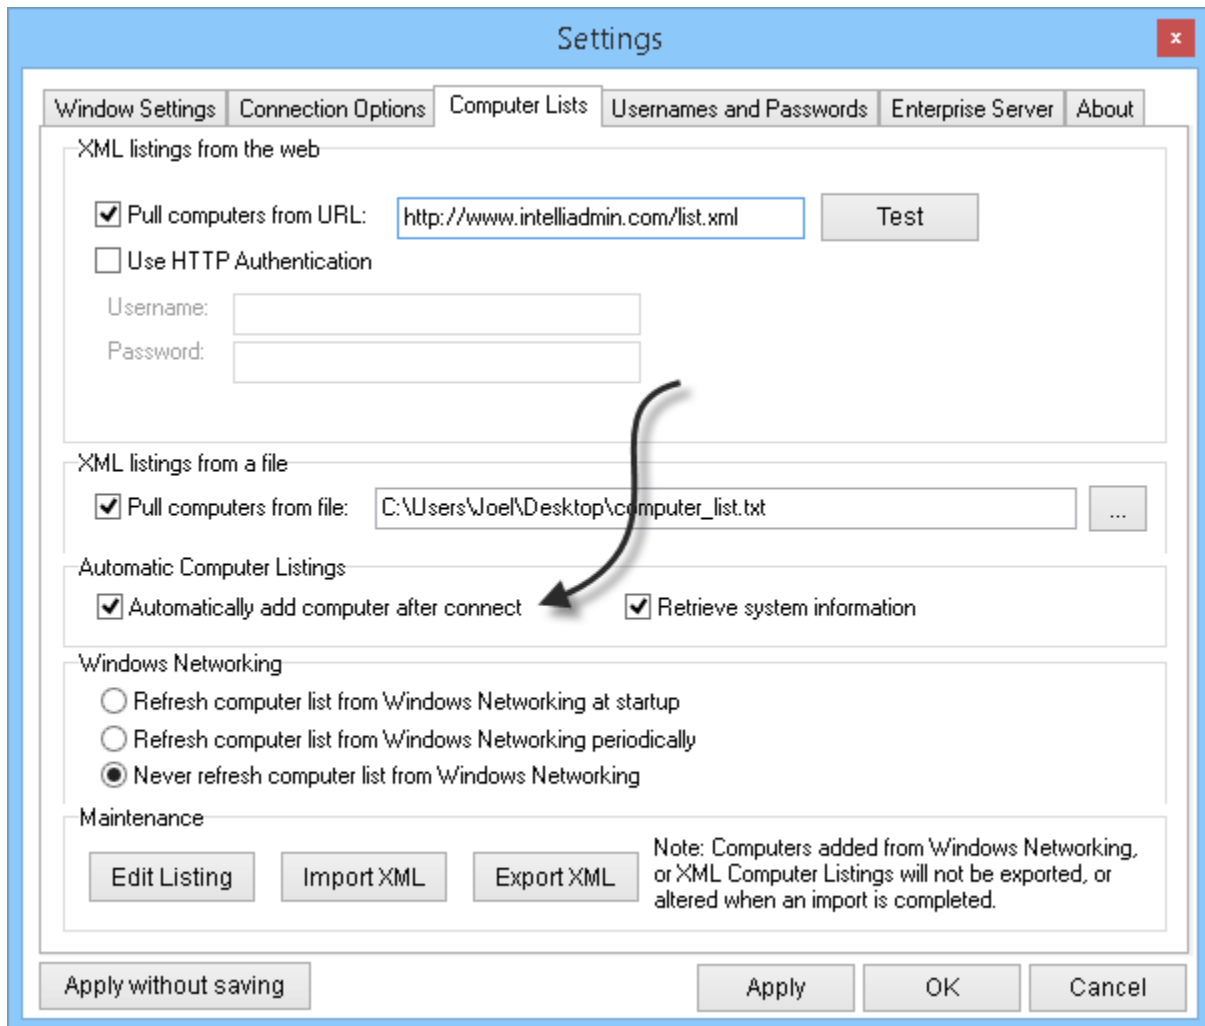 Settings
x
Window Settings Connection Options Computer Lists Usernames and Passwords Enterprise Server About
XML listings from the web
Pull computers from URL: http://www.intelliadmin.com/list.xml Test
Use HTTP Authentication
Username:
Password:
XML listings from a file
Pull computers from file: C:\Users\Joel\Desktop\computer_list.txt ...
Automatic Computer Listings
Automatically add computer after connect Retrieve system information
Windows Networking
Refresh computer list from Windows Networking at startup
Refresh computer list from Windows Networking periodically
Never refresh computer list from Windows Networking
Maintenance
Edit Listing Import XML Export XML
Note: Computers added from Windows Networking,
or XML Computer Listings will not be exported, or
altered when an import is completed.
Apply without saving Apply OK Cancel